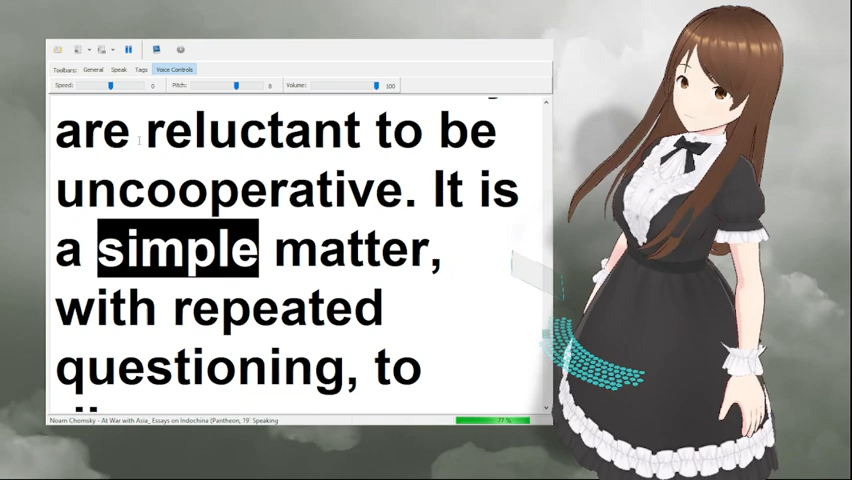 Toolbars: General Speak Tags Voice Controls
Speed: 0 Pitch: 8 Volume: 100
are reluctant to be
uncooperative. It is
a simple matter,
with repeated
questioning, to
Noam Chomsky - At War with Asia_ Essays on Indochina (Pantheon, 19 Speaking 77 %